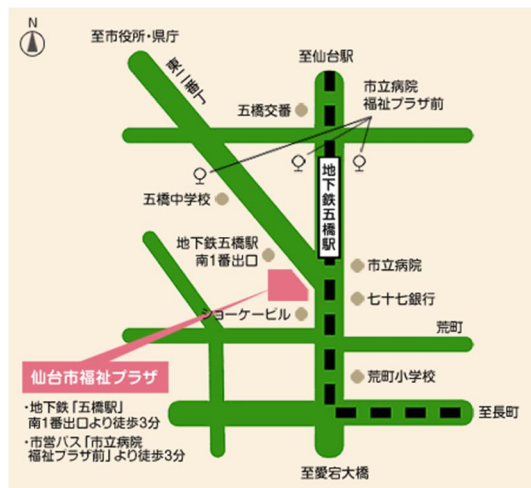 N
至市役所・県庁
東二番丁
至仙台駅
五橋交番
市立病院
福祉プラザ前
地下鉄五橋駅
五橋中学校
地下鉄五橋駅
南1番出口
市立病院
七十七銀行
ショーケービル
荒町
仙台市福祉プラザ
荒町小学校
・地下鉄「五橋駅」
南1番出口より徒歩3分
・市営バス「市立病院
福祉プラザ前」より徒歩3分
至長町
至愛宕大橋